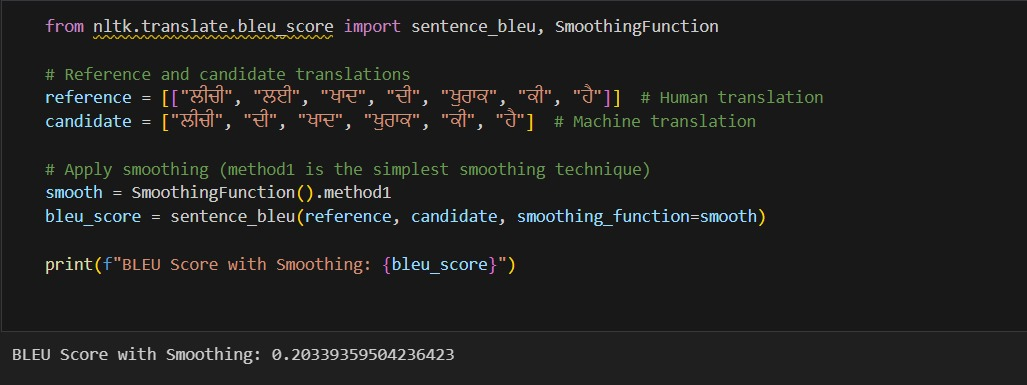 from nltk.translate.bleu_score import sentence_bleu, SmoothingFunction
# Reference and candidate translations
reference = [["ਲੀਚੀ", "ਲਈ", "ਖਾਦ", "ਦੀ", "ਖੁਰਾਕ", "ਕੀ", "ਹੈ"]]  # Human translation
candidate = ["ਲੀਚੀ", "ਦੀ", "ਖਾਦ", "ਖੁਰਾਕ", "ਕੀ", "ਹੈ"]  # Machine translation
# Apply smoothing (method1 is the simplest smoothing technique)
smooth = SmoothingFunction().method1
bleu_score = sentence_bleu(reference, candidate, smoothing_function=smooth)
print(f"BLEU Score with Smoothing: {bleu_score}")
BLEU Score with Smoothing: 0.20339359504236423